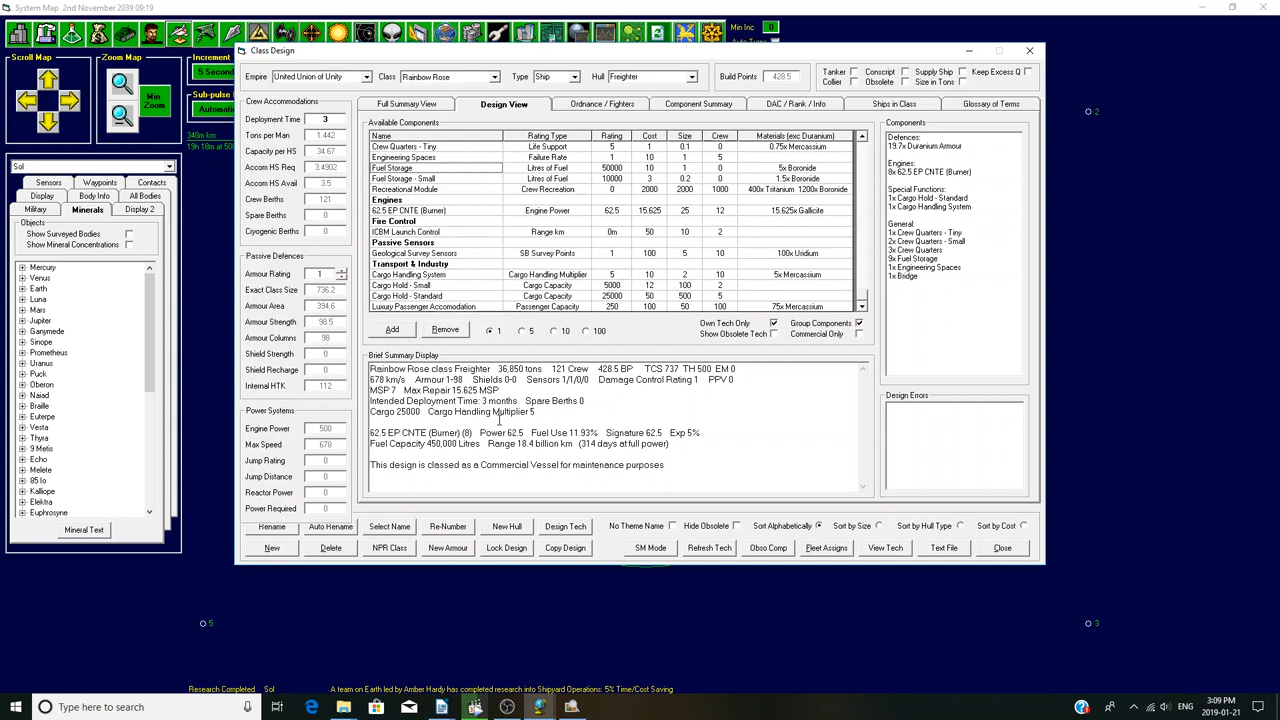 System Map 2nd November 2039 09:19
Min Inc 0
Auto Turns
Scroll Map
Zoom Map
Increment
5 Second
Min Zoom
Sub-pulse
Automatic
348m km
19h 18m at 500
Sol
Sensors Waypoints Contacts
Display Body Info All Bodies
Military Minerals Display 2
Objects
Show Surveyed Bodies
Show Mineral Concentrations
Mercury
Venus
Earth
Luna
Mars
Jupiter
Ganymede
Sinope
Prometheus
Uranus
Puck
Oberon
Naiad
Braille
Euterpe
Vesta
Thyra
9 Metis
Echo
Melete
85 Io
Kalliope
Elektra
Euphrosyne
Mineral Text
Class Design
Empire United Union of Unity Class Rainbow Rose Type Ship Hull Freighter Build Points 428.5
Tanker Conscript Supply Ship Keep Excess Q
Collier Obsolete Size in Tons
Crew Accommodations
Deployment Time 3
Tons per Man 1.442
Capacity per HS 34.67
Accom HS Req 3.4902
Accom HS Avail 3.5
Crew Berths 121
Spare Berths 0
Cryogenic Berths 0
Passive Defences
Armour Rating 1
Exact Class Size 736.2
Armour Area 394.6
Armour Strength 98.5
Armour Columns 98
Shield Strength 0
Shield Recharge 0
Internal HTK 112
Power Systems
Engine Power 500
Max Speed 678
Jump Rating 0
Jump Distance 0
Reactor Power 0
Power Required 0
Full Summary View Design View Ordnance / Fighters Component Summary DAC / Rank / Info Ships in Class Glossary of Terms
Available Components
Name Rating Type Rating Cost Size Crew Materials (exc Duranium)
Crew Quarters - Tiny Life Support 5 1 0.1 0 0.75x Mercassium
Engineering Spaces Failure Rate 1 10 1 5
Fuel Storage Litres of Fuel 50000 10 1 0 5x Boronide
Fuel Storage - Small Litres of Fuel 10000 3 0.2 0 1.5x Boronide
Recreational Module Crew Recreation 0 2000 2000 1000 400x Tritanium 1200x Boronide
Engines
62.5 EP CNTE (Burner) Engine Power 62.5 15.625 25 12 15.625x Gallicite
Fire Control
ICBM Launch Control Range km 0m 50 10 2
Passive Sensors
Geological Survey Sensors SB Survey Points 1 100 5 10 100x Uridium
Transport & Industry
Cargo Handling System Cargo Handling Multiplier 5 10 2 10 5x Mercassium
Cargo Hold - Small Cargo Capacity 5000 12 100 2
Cargo Hold - Standard Cargo Capacity 25000 50 500 5
Luxury Passenger Accomodation Passenger Capacity 250 100 50 100 75x Mercassium
Add Remove 1 5 10 100
Own Tech Only Group Components
Show Obsolete Tech Commercial Only
Brief Summary Display
Rainbow Rose class Freighter 36,850 tons 121 Crew 428.5 BP TCS 737 TH 500 EM 0
678 km/s Armour 1-98 Shields 0-0 Sensors 1/1/0/0 Damage Control Rating 1 PPV 0
MSP 7 Max Repair 15.625 MSP
Intended Deployment Time: 3 months Spare Berths 0
Cargo 25000 Cargo Handling Multiplier 5
62.5 EP CNTE (Burner) (8) Power 62.5 Fuel Use 11.93% Signature 62.5 Exp 5%
Fuel Capacity 450,000 Litres Range 18.4 billion km (314 days at full power)
This design is classed as a Commercial Vessel for maintenance purposes
Components
Defences:
19.7x Duranium Armour
Engines:
8x 62.5 EP CNTE (Burner)
Special Functions:
1x Cargo Hold - Standard
1x Cargo Handling System
General:
1x Crew Quarters - Tiny
2x Crew Quarters - Small
3x Crew Quarters
9x Fuel Storage
1x Engineering Spaces
1x Bridge
Design Errors
Rename Auto Rename Select Name Re-Number New Hull Design Tech No Theme Name Hide Obsolete Sort Alphabetically Sort by Size Sort by Hull Type Sort by Cost
New Delete NPR Class New Armour Lock Design Copy Design SM Mode Refresh Tech Obso Comp Fleet Assigns View Tech Text File Close
2
5
3
Research Completed Sol A team on Earth led by Amber Hardy has completed research into Shipyard Operations: 5% Time/Cost Saving
Type here to search
ENG
3:09 PM
2019-01-21